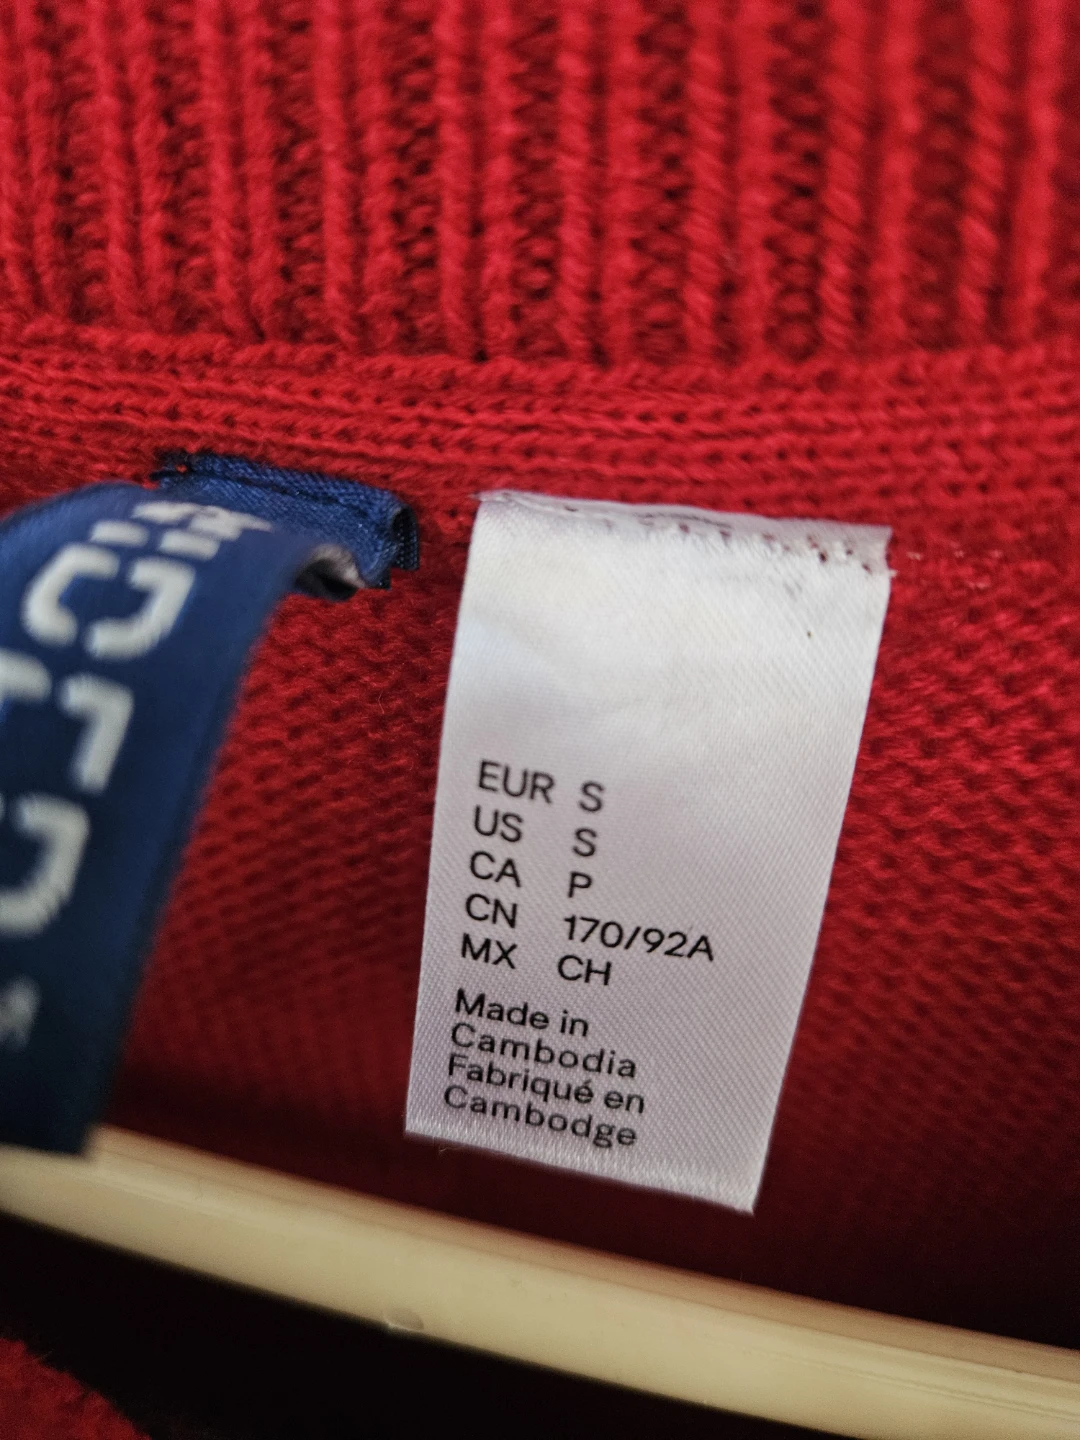 EUR S
US S
CA P
CN 170/92A
MX CH
Made in
Cambodia
Fabriqué en
Cambodge